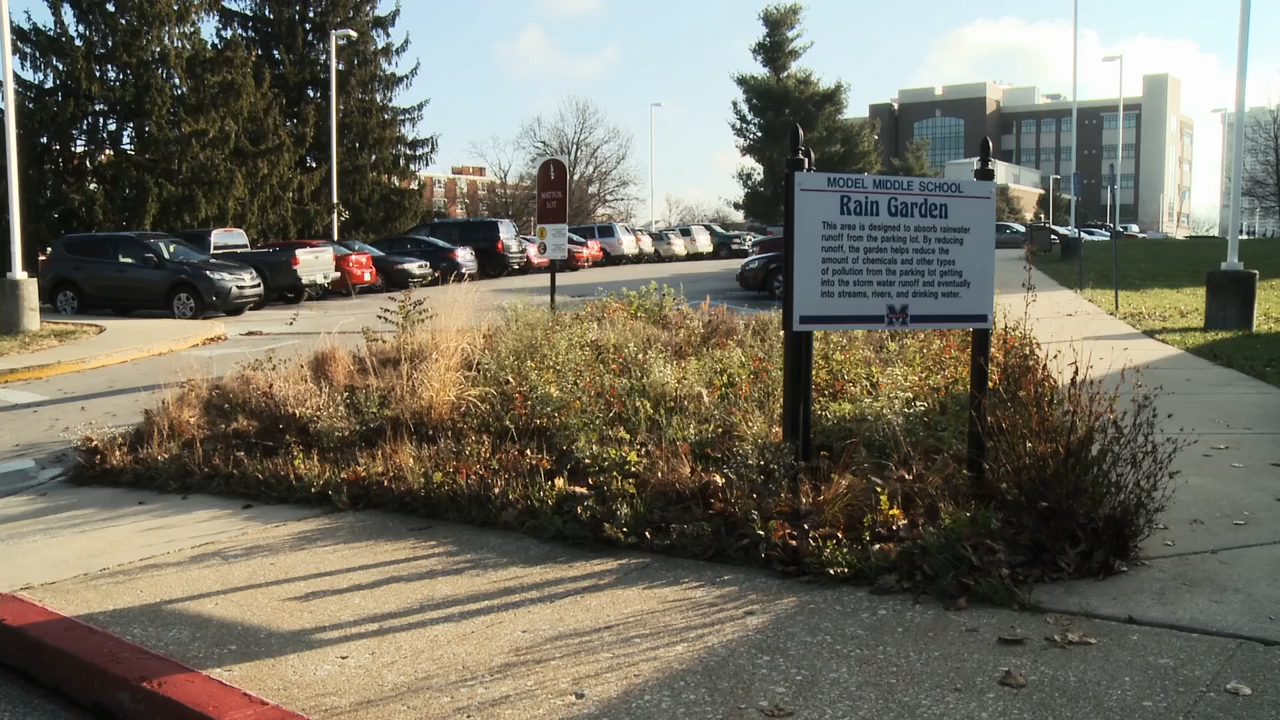 MATTOX
LOT
MODEL MIDDLE SCHOOL
Rain Garden
This area is designed to absorb rainwater
runoff from the parking lot. By reducing
runoff, the garden helps reduce the
amount of chemicals and other types
of pollution from the parking lot getting
into the storm water runoff and eventually
into streams, rivers, and drinking water.
M